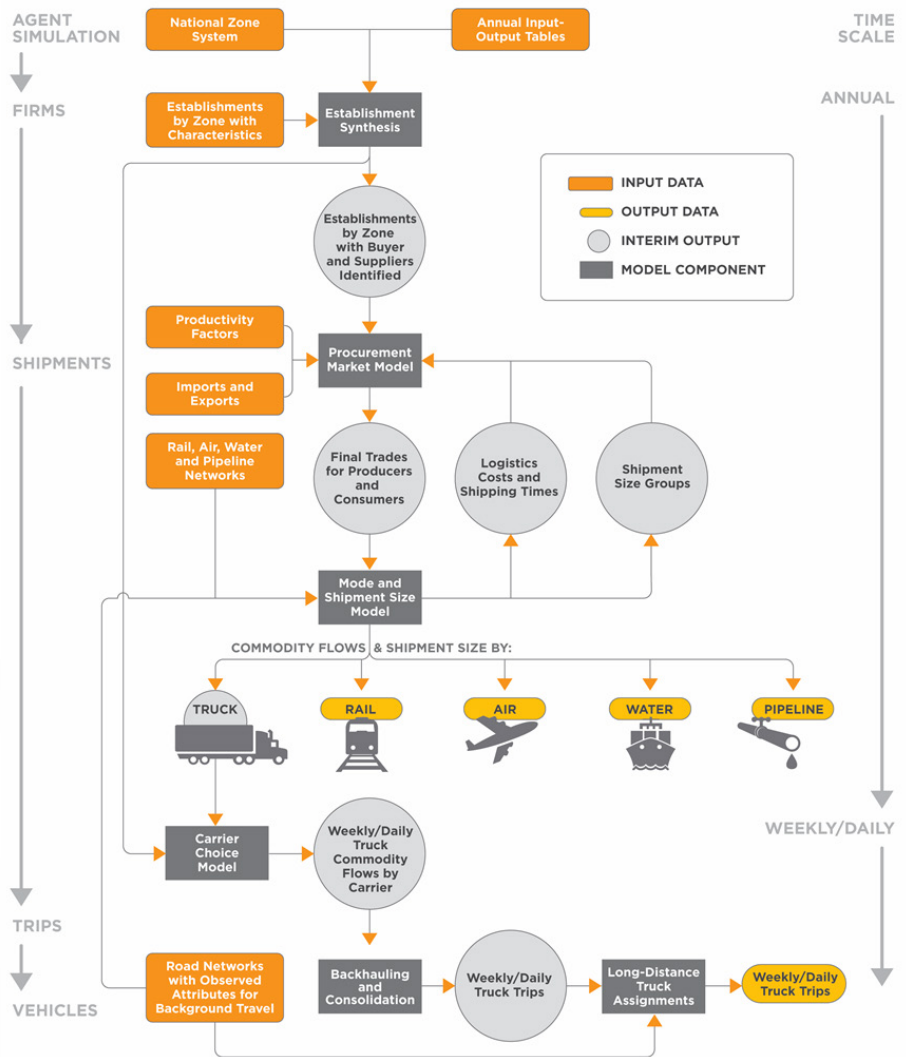 AGENT
SIMULATION
National Zone
System
Annual Input-
Output Tables
TIME
SCALE
FIRMS
Establishments
by Zone with
Characteristics
Establishment
Synthesis
ANNUAL
INPUT DATA
OUTPUT DATA
INTERIM OUTPUT
MODEL COMPONENT
Establishments
by Zone
with Buyer
and Suppliers
Identified
Productivity
Factors
SHIPMENTS
Procurement
Market Model
Imports and
Exports
Rail, Air, Water
and Pipeline
Networks
Final Trades
for Producers
and
Consumers
Logistics
Costs and
Shipping Times
Shipment
Size Groups
Mode and
Shipment Size
Model
COMMODITY FLOWS & SHIPMENT SIZE BY:
TRUCK
RAIL
AIR
WATER
PIPELINE
WEEKLY/DAILY
Carrier
Choice
Model
Weekly/Daily
Truck
Commodity
Flows by
Carrier
TRIPS
Road Networks
with Observed
Attributes for
Background Travel
Backhauling
and
Consolidation
Weekly/Daily
Truck Trips
Long-Distance
Truck
Assignments
Weekly/Daily
Truck Trips
VEHICLES